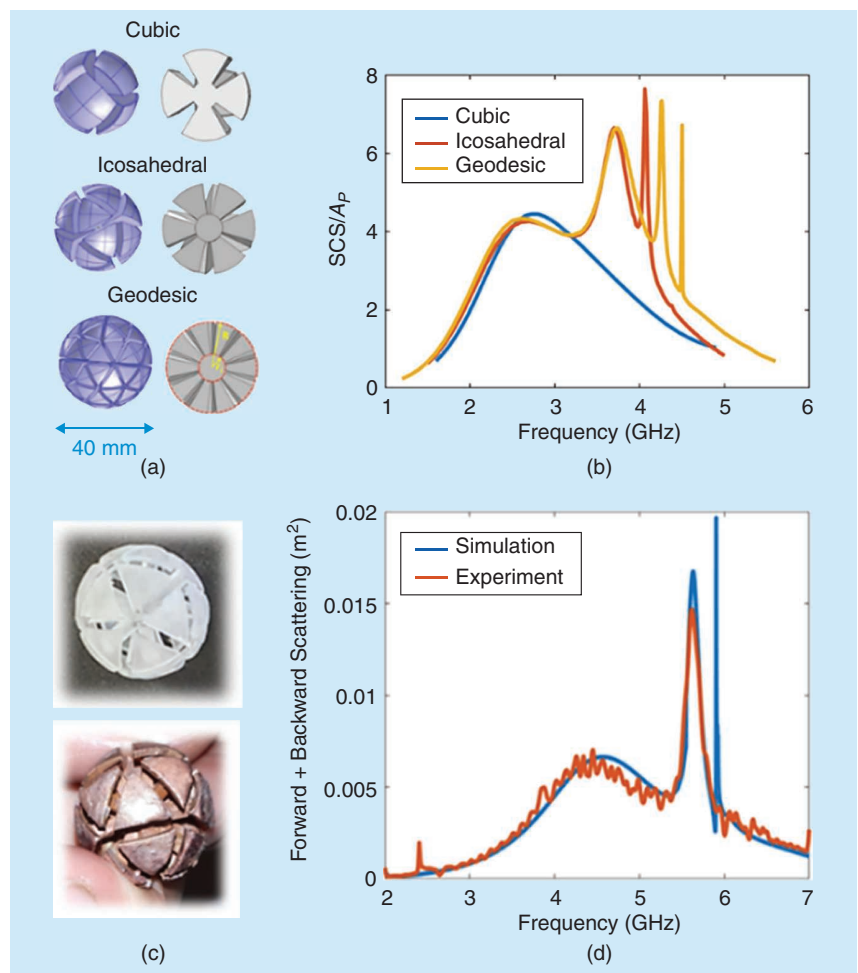 Cubic
Icosahedral
Geodesic
40 mm
(a)
8
6
4
2
0
SCS/A_P
Cubic
Icosahedral
Geodesic
1 2 3 4 5 6
Frequency (GHz)
(b)
(c)
0.02
0.015
0.01
0.005
0
Forward + Backward Scattering (m²)
Simulation
Experiment
2 3 4 5 6 7
Frequency (GHz)
(d)